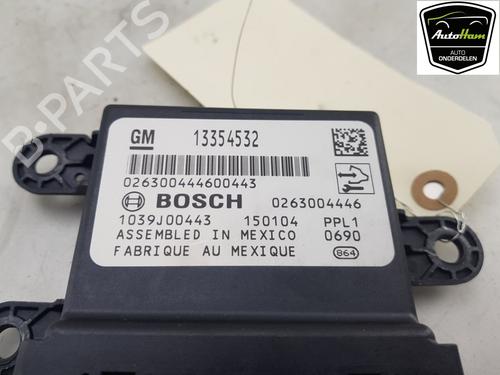 AutoHam
AUTO
ONDERDELEN
B-PARTS
GM 13354532
026300444600443
BOSCH 0263004446
1039J00443 150104 PPL1
ASSEMBLED IN MEXICO 0690
FABRIQUE AU MEXIQUE 864